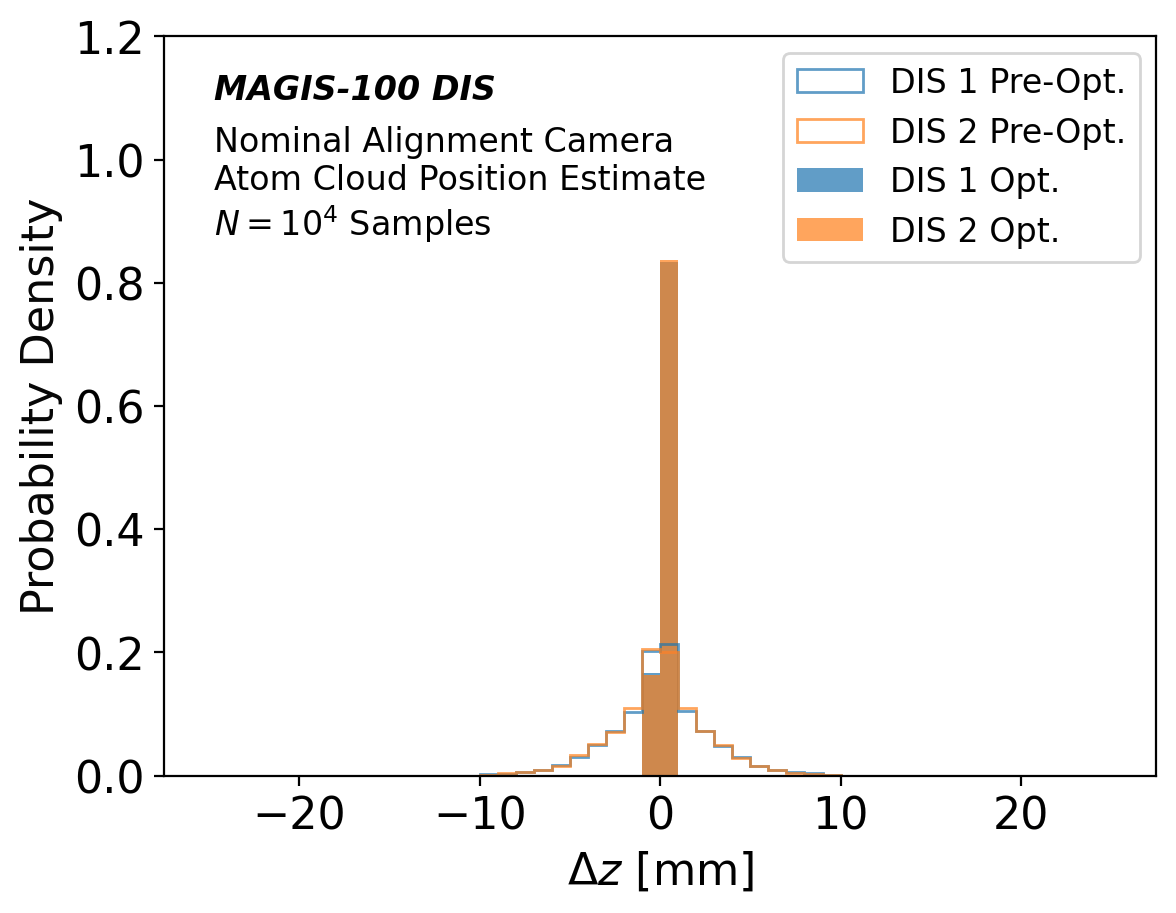 1.2
1.0
0.8
0.6
0.4
0.2
0.0
Probability Density
MAGIS-100 DIS
Nominal Alignment Camera
Atom Cloud Position Estimate
N = 10⁴ Samples
DIS 1 Pre-Opt.
DIS 2 Pre-Opt.
DIS 1 Opt.
DIS 2 Opt.
−20 −10 0 10 20
Δz [mm]